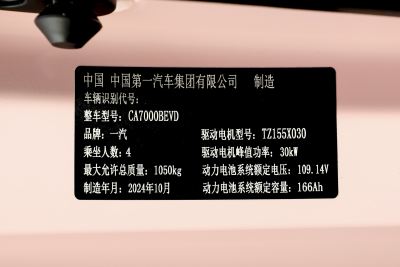 中国 中国第一汽车集团有限公司 制造
车辆识别代号:
整车型号: CA7000BEVD
品牌: 一汽 驱动电机型号: TZ155X030
乘坐人数: 4 驱动电机峰值功率: 30kW
最大允许总质量: 1050kg 动力电池系统额定电压: 109.14V
制造年月: 2024年10月 动力电池系统额定容量: 166Ah